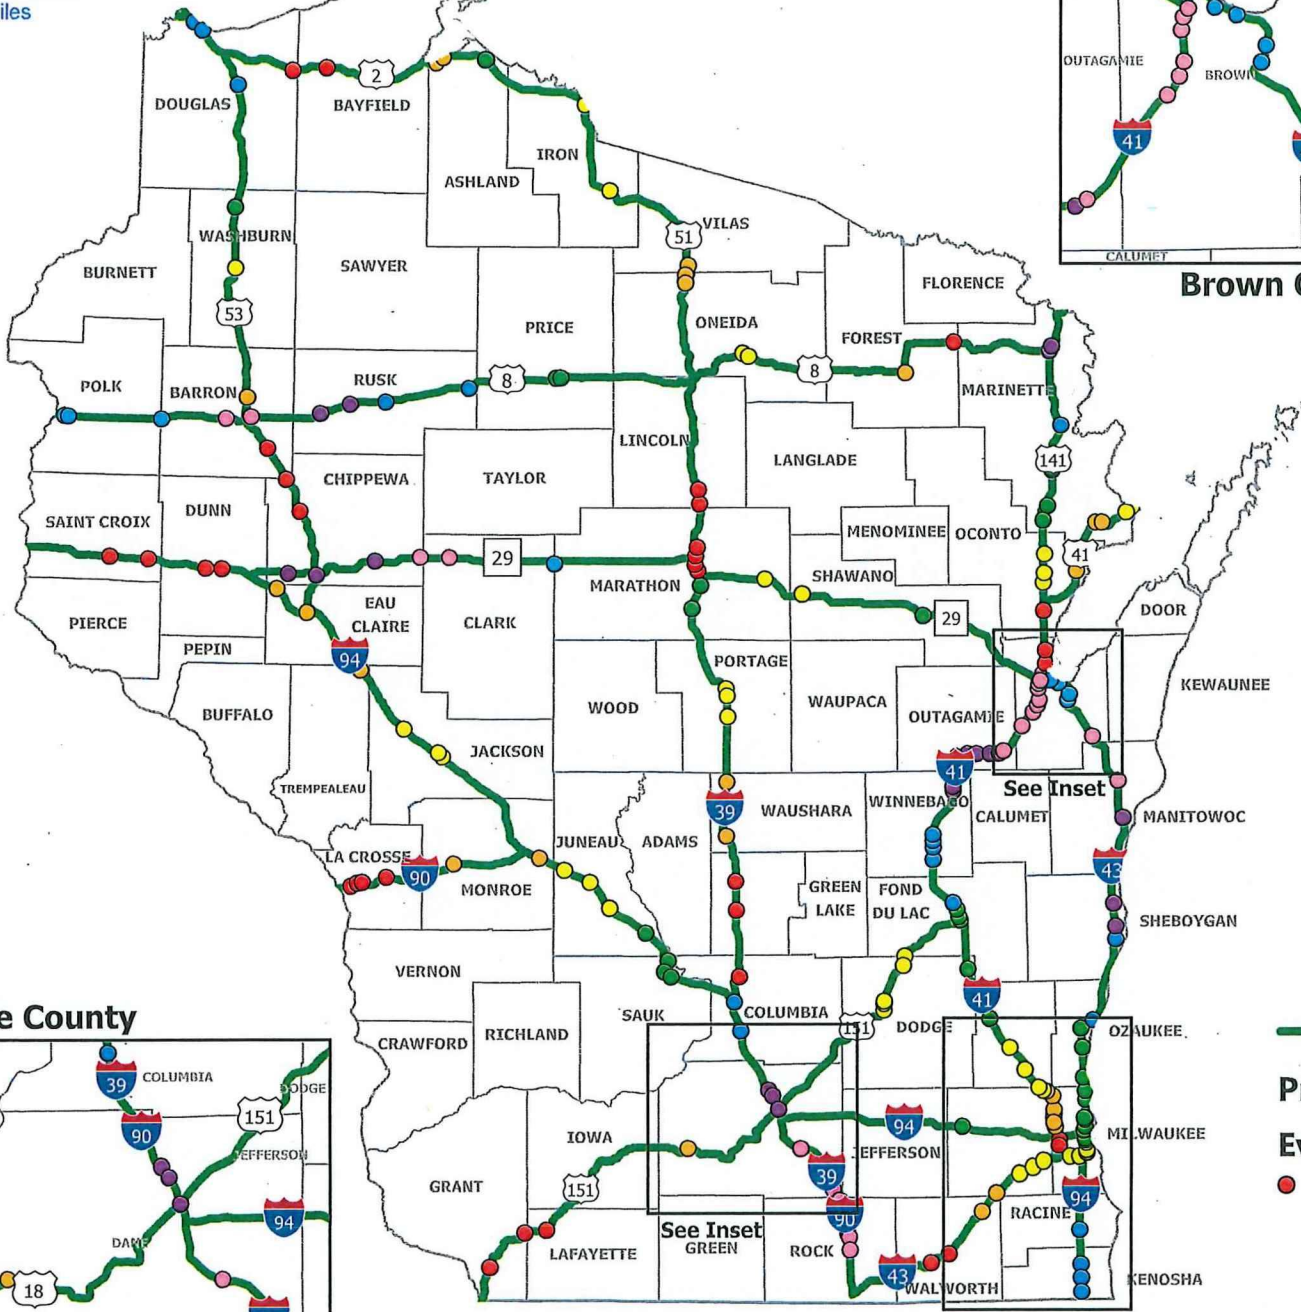 iles
2
DOUGLAS
BAYFIELD
OUTAGAMIE
BROWN
41
IRON
ASHLAND
VILAS
51
WASHBURN
CALUMET
BURNETT
SAWYER
FLORENCE
Brown
53
PRICE
ONEIDA
FOREST
POLK
BARRON
RUSK
8
8
MARINETTE
LINCOLN
LANGLADE
141
CHIPPEWA
TAYLOR
SAINT CROIX
DUNN
MENOMINEE
OCONTO
29
41
MARATHON
SHAWANO
EAU
CLAIRE
CLARK
29
DOOR
PIERCE
PEPIN
94
PORTAGE
KEWAUNEE
BUFFALO
WOOD
WAUPACA
OUTAGAMIE
JACKSON
41
See Inset
TREMPEALEAU
39
WAUSHARA
WINNEBAGO
CALUMET
MANITOWOC
JUNEAU
ADAMS
LA CROSSE
90
43
MONROE
GREEN
LAKE
FOND
DU LAC
SHEBOYGAN
VERNON
41
e County
SAUK
COLUMBIA
RICHLAND
151
DODGE
OZAUKEE
CRAWFORD
39
COLUMBIA
DODGE
151
90
94
IOWA
MILWAUKEE
JEFFERSON
JEFFERSON
39
GRANT
151
94
94
90
RACINE
See Inset
DANE
LAFAYETTE
GREEN
ROCK
18
43
WALWORTH
KENOSHA